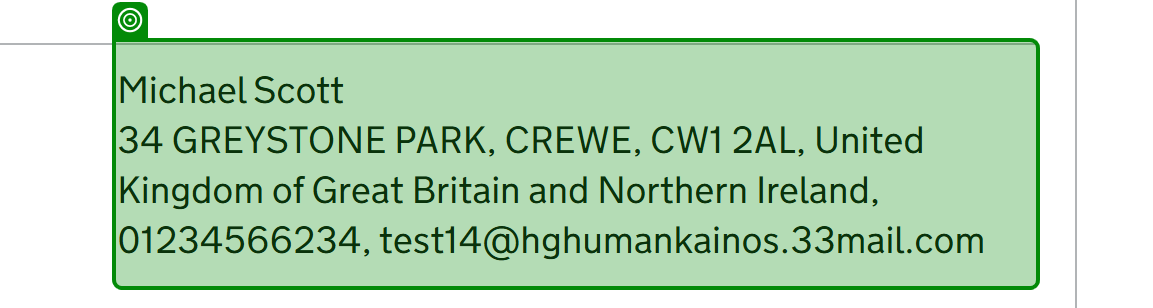 Michael Scott
34 GREYSTONE PARK, CREWE, CW1 2AL, United
Kingdom of Great Britain and Northern Ireland,
01234566234, test14@hghumankainos.33mail.com